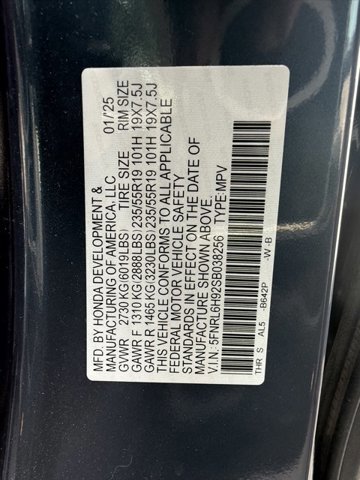 MFD. BY HONDA DEVELOPMENT & 01/25
MANUFACTURING OF AMERICA, LLC
TIRE SIZE RIM SIZE
GVWR 2730 KG (6019LBS)
GAWR F 1310 KG (2888LBS) 235/55R19 101H 19X7.5J
GAWR R 1465 KG (3230LBS) 235/55R19 101H 19X7.5J
THIS VEHICLE CONFORMS TO ALL APPLICABLE
FEDERAL MOTOR VEHICLE SAFETY
STANDARDS IN EFFECT ON THE DATE OF
MANUFACTURE SHOWN ABOVE.
V.I.N.: 5FNRL6H92SB038256 TYPE:MPV
THR S AL5 -B642P -W -B